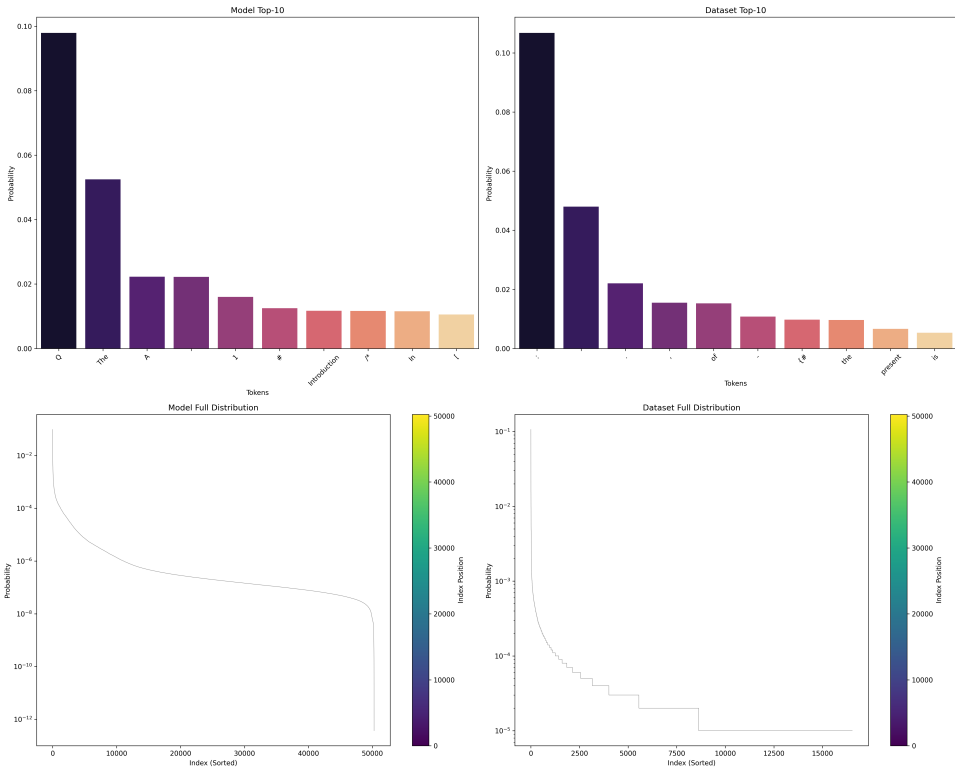 Model Top-10
Probability
0.10
0.08
0.06
0.04
0.02
0.00
Q
The
A
1
#
Introduction
/*
In
[
Tokens
Dataset Top-10
Probability
0.10
0.08
0.06
0.04
0.02
0.00
of
{#
the
present
is
Tokens
Model Full Distribution
Probability
10⁻²
10⁻⁴
10⁻⁶
10⁻⁸
10⁻¹⁰
10⁻¹²
0 10000 20000 30000 40000 50000
Index (Sorted)
50000
40000
30000
20000
10000
0
Index Position
Dataset Full Distribution
Probability
10⁻¹
10⁻²
10⁻³
10⁻⁴
10⁻⁵
0 2500 5000 7500 10000 12500 15000
Index (Sorted)
50000
40000
30000
20000
10000
0
Index Position